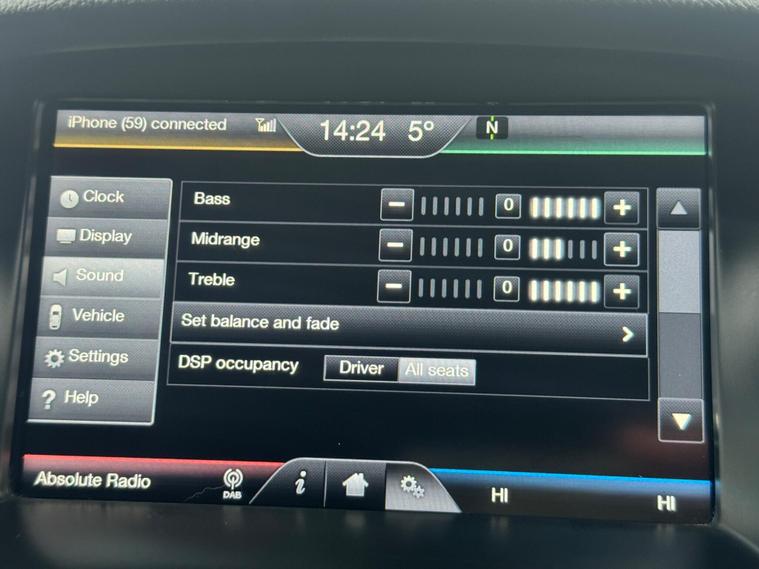 iPhone (59) connected 14:24 5° N
Clock
Display
Sound
Vehicle
Settings
? Help
Bass − 0 +
Midrange − 0 +
Treble − 0 +
Set balance and fade
DSP occupancy Driver All seats
Absolute Radio DAB i HI HI